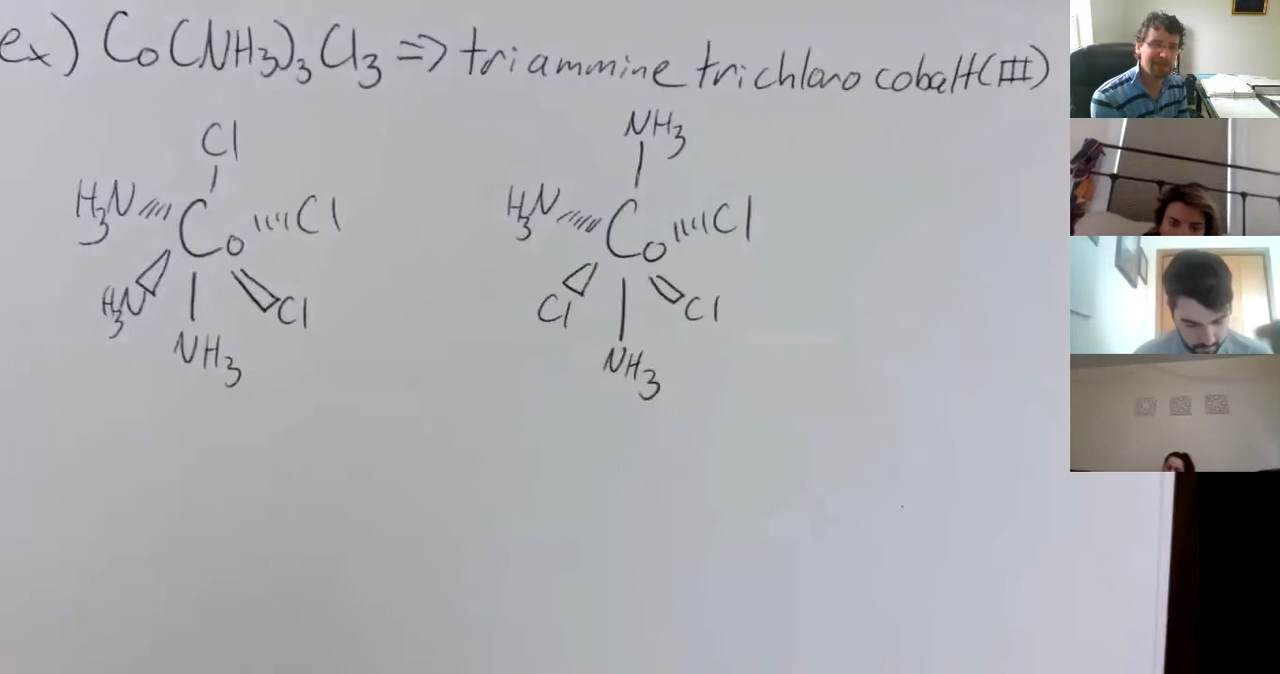 ex) Co(NH3)3Cl3 => triammine trichloro cobalt(III)
Cl
H3N Co Cl
H3N Cl
NH3
NH3
H3N Co Cl
Cl Cl
NH3